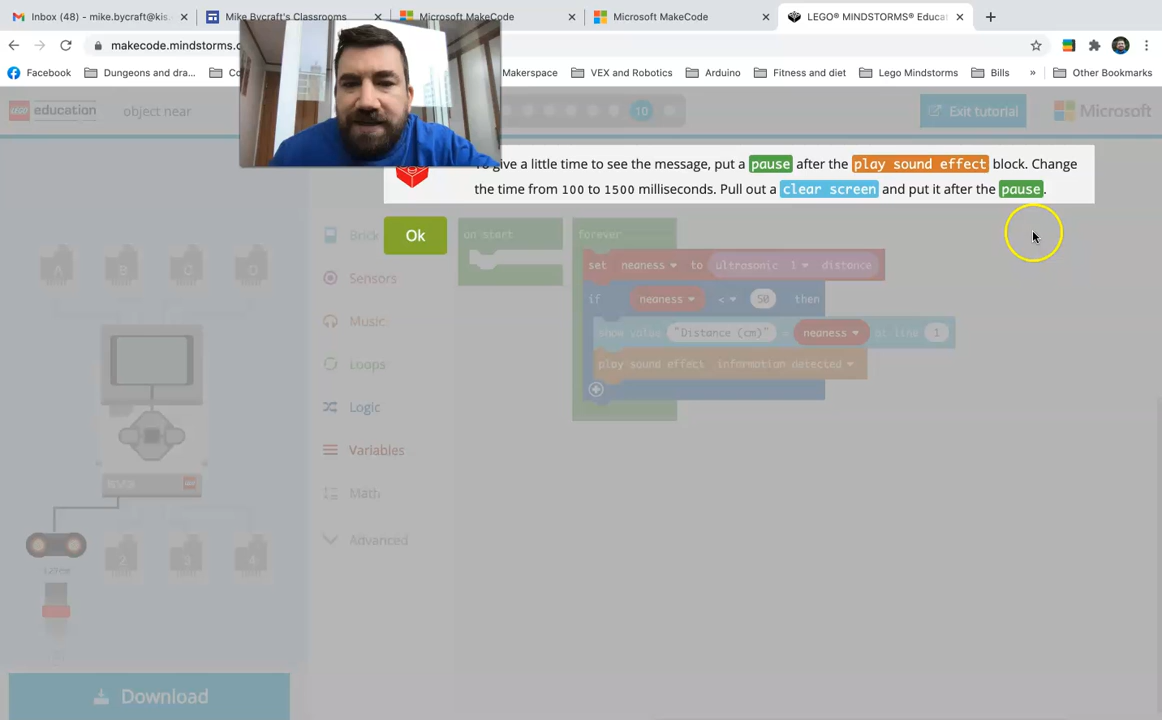 Inbox (48) - mike.bycraft@kis.
Mike Bycraft's Classrooms
Microsoft MakeCode
Microsoft MakeCode
LEGO® MINDSTORMS® Educat
makecode.mindstorms.c
Facebook
Dungeons and dra...
Co
Makerspace
VEX and Robotics
Arduino
Fitness and diet
Lego Mindstorms
Bills
»
Other Bookmarks
LEGO education
object near
10
Exit tutorial
Microsoft
To give a little time to see the message, put a pause after the play sound effect block. Change
the time from 100 to 1500 milliseconds. Pull out a clear screen and put it after the pause.
Ok
Brick
Sensors
Music
Loops
Logic
Variables
Math
Advanced
on start
forever
set neaness to ultrasonic 1 distance
if neaness < 50 then
show value "Distance (cm)" = neaness at line 1
play sound effect information detected
A
B
C
D
2
3
4
Download